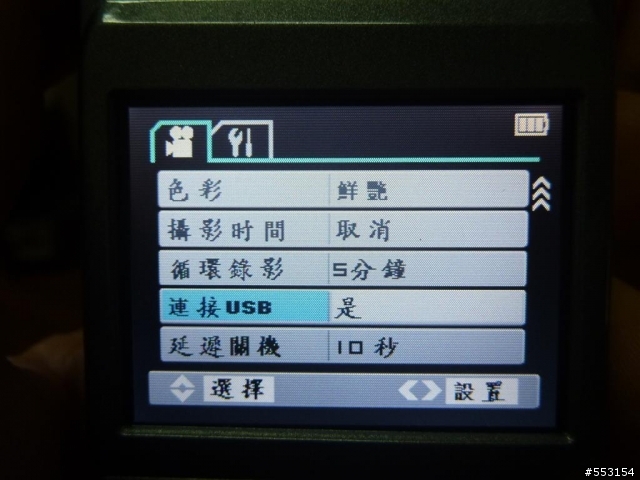 色彩 鮮艷
攝影时間 取消
循環錄影 5分鐘
連接USB 是
延遲關機 10秒
選擇 設置
#553154